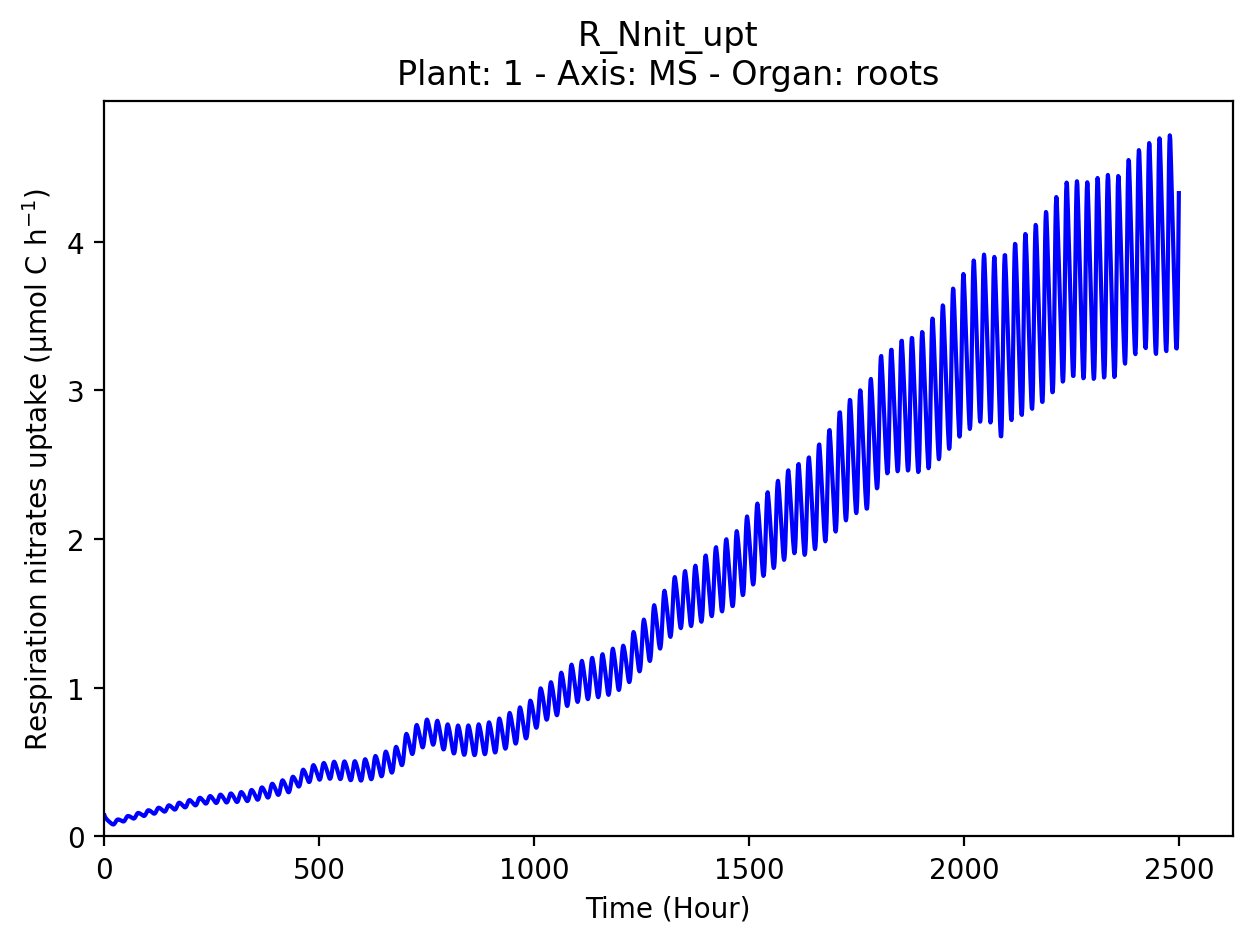 R_Nnit_upt
Plant: 1 - Axis: MS - Organ: roots
Respiration nitrates uptake (µmol C h⁻¹)
4
3
2
1
0
0 500 1000 1500 2000 2500
Time (Hour)